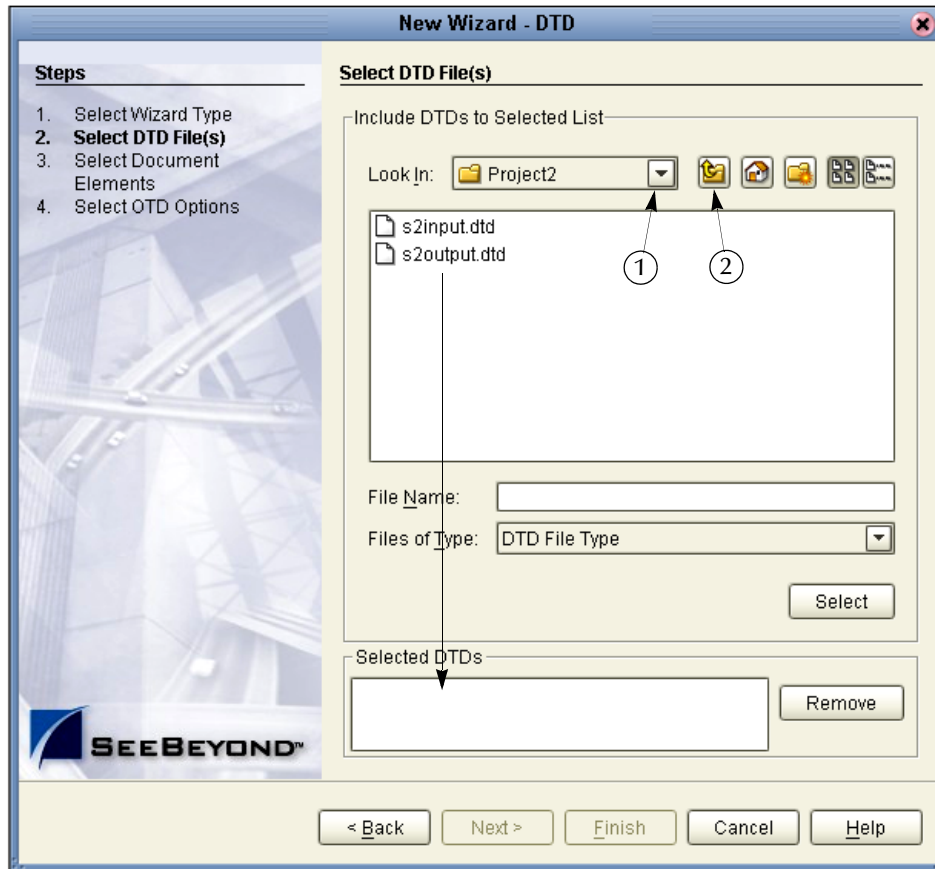 New Wizard - DTD
Steps
1. Select Wizard Type
2. Select DTD File(s)
3. Select Document
Elements
4. Select OTD Options
SEEBEYOND™
Select DTD File(s)
Include DTDs to Selected List
Look In: Project2
s2input.dtd
s2output.dtd
1 2
File Name:
Files of Type: DTD File Type
Select
Selected DTDs
Remove
< Back Next > Finish Cancel Help